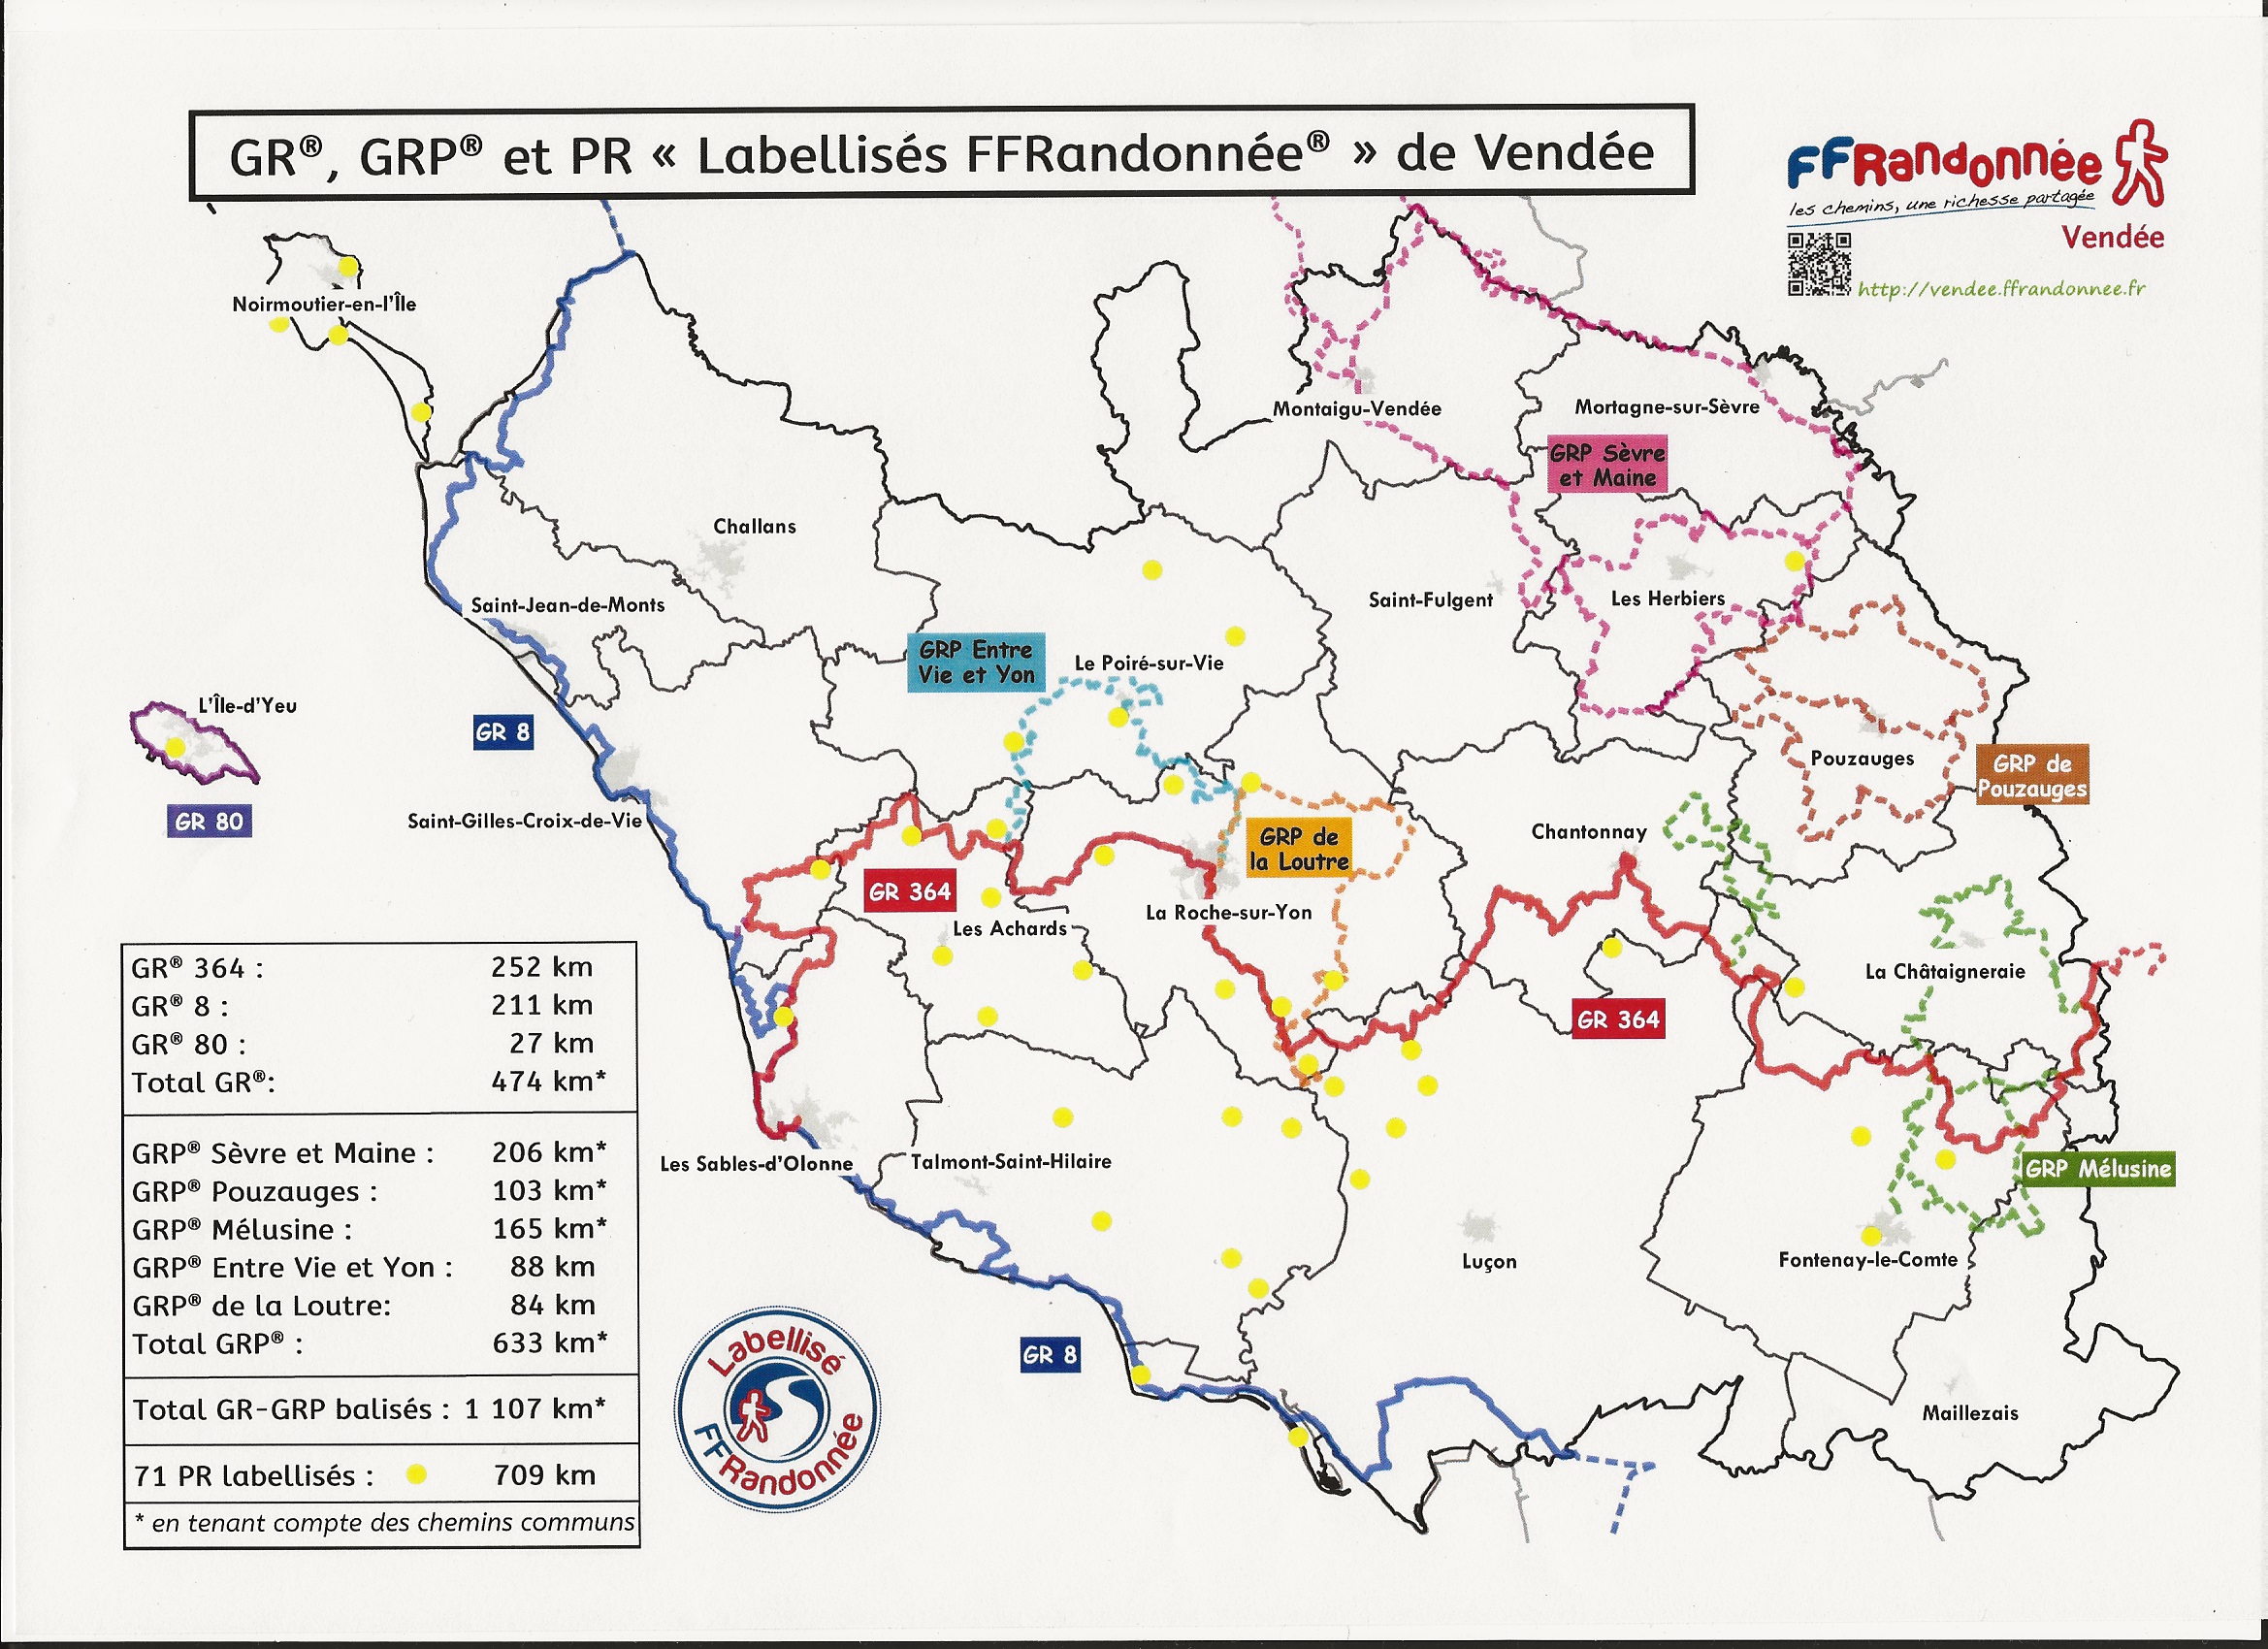 GR®, GRP® et PR « Labellisés FFRandonnée® » de Vendée
FFRandonnée
les chemins, une richesse partagée
Vendée
http://vendee.ffrandonnee.fr
Noirmoutier-en-l'Île
Montaigu-Vendée
Mortagne-sur-Sèvre
GRP Sèvre
et Maine
Challans
Saint-Jean-de-Monts
Saint-Fulgent
Les Herbiers
GRP Entre
Vie et Yon
Le Poiré-sur-Vie
L'Île-d'Yeu
GR 8
Pouzauges
GRP de
Pouzauges
GR 80
Saint-Gilles-Croix-de-Vie
GRP de
la Loutre
Chantonnay
GR 364
La Roche-sur-Yon
Les Achards
La Châtaigneraie
GR 364
Les Sables-d'Olonne
Talmont-Saint-Hilaire
GRP Mélusine
Luçon
Fontenay-le-Comte
GR 8
Maillezais
GR® 364 : 252 km
GR® 8 : 211 km
GR® 80 : 27 km
Total GR®: 474 km*
GRP® Sèvre et Maine : 206 km*
GRP® Pouzauges : 103 km*
GRP® Mélusine : 165 km*
GRP® Entre Vie et Yon : 88 km
GRP® de la Loutre: 84 km
Total GRP® : 633 km*
Total GR-GRP balisés : 1 107 km*
71 PR labellisés : 709 km
* en tenant compte des chemins communs
Labellisé
FFRandonnée